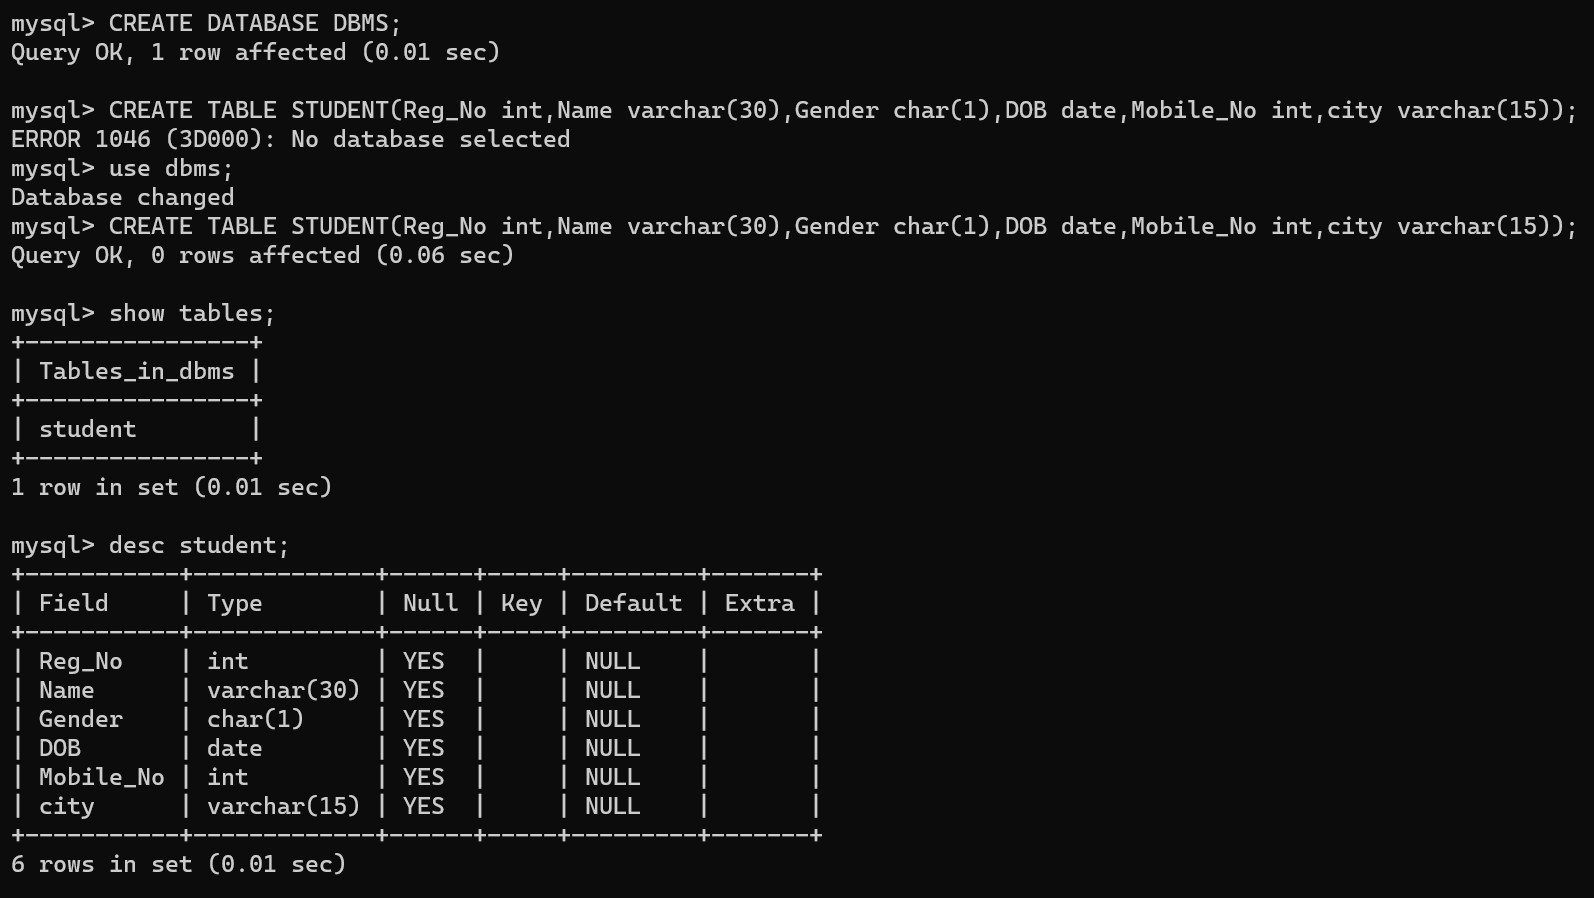 mysql> CREATE DATABASE DBMS;
Query OK, 1 row affected (0.01 sec)

mysql> CREATE TABLE STUDENT(Reg_No int,Name varchar(30),Gender char(1),DOB date,Mobile_No int,city varchar(15));
ERROR 1046 (3D000): No database selected
mysql> use dbms;
Database changed
mysql> CREATE TABLE STUDENT(Reg_No int,Name varchar(30),Gender char(1),DOB date,Mobile_No int,city varchar(15));
Query OK, 0 rows affected (0.06 sec)

mysql> show tables;
+----------------+
| Tables_in_dbms |
+----------------+
| student        |
+----------------+
1 row in set (0.01 sec)

mysql> desc student;
+-----------+-------------+------+-----+---------+-------+
| Field     | Type        | Null | Key | Default | Extra |
+-----------+-------------+------+-----+---------+-------+
| Reg_No    | int         | YES  |     | NULL    |       |
| Name      | varchar(30) | YES  |     | NULL    |       |
| Gender    | char(1)     | YES  |     | NULL    |       |
| DOB       | date        | YES  |     | NULL    |       |
| Mobile_No | int         | YES  |     | NULL    |       |
| city      | varchar(15) | YES  |     | NULL    |       |
+-----------+-------------+------+-----+---------+-------+
6 rows in set (0.01 sec)